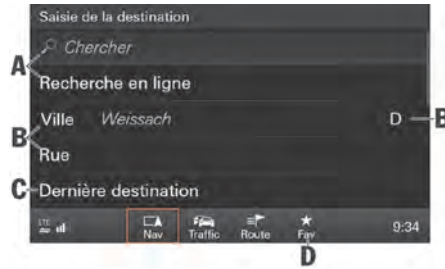 Saisie de la destination
Chercher
A
Recherche en ligne
Ville Weissach D B
B
Rue
C Dernière destination
LTE Nav Traffic Route Fav 9:34
D